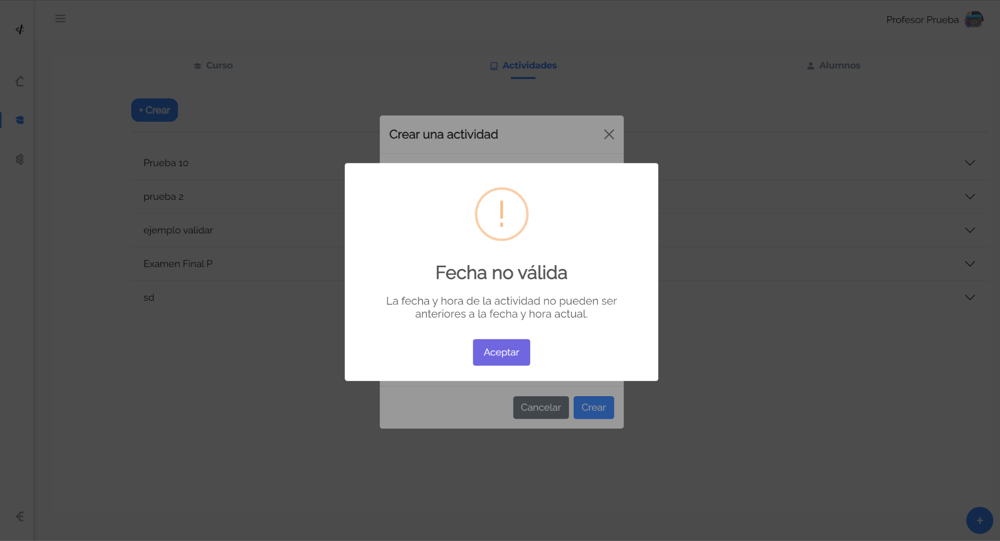 Profesor Prueba
Curso
Actividades
Alumnos
+ Crear
Crear una actividad
Prueba 10
prueba 2
ejemplo validar
Examen Final P
sd
Fecha no válida
La fecha y hora de la actividad no pueden ser
anteriores a la fecha y hora actual.
Aceptar
Cancelar
Crear